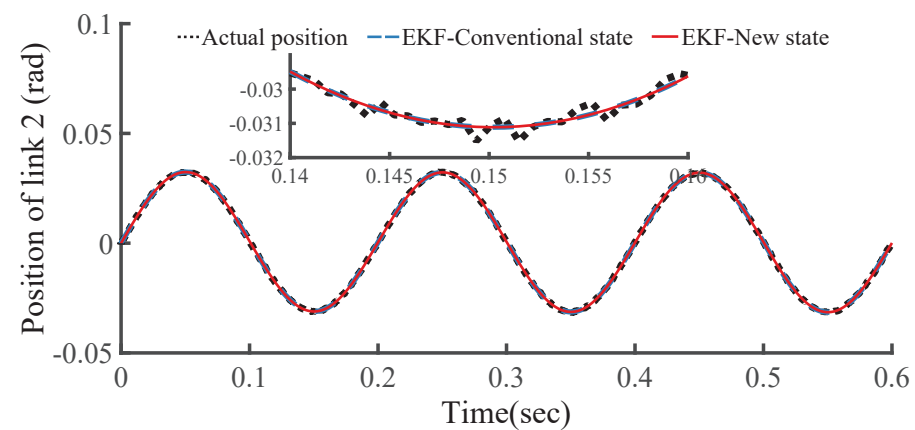 0.1
Actual position EKF-Conventional state EKF-New state
-0.03
-0.031
-0.032
0.14 0.145 0.15 0.155 0.16
0.05
0
-0.05
0 0.1 0.2 0.3 0.4 0.5 0.6
Position of link 2 (rad)
Time(sec)